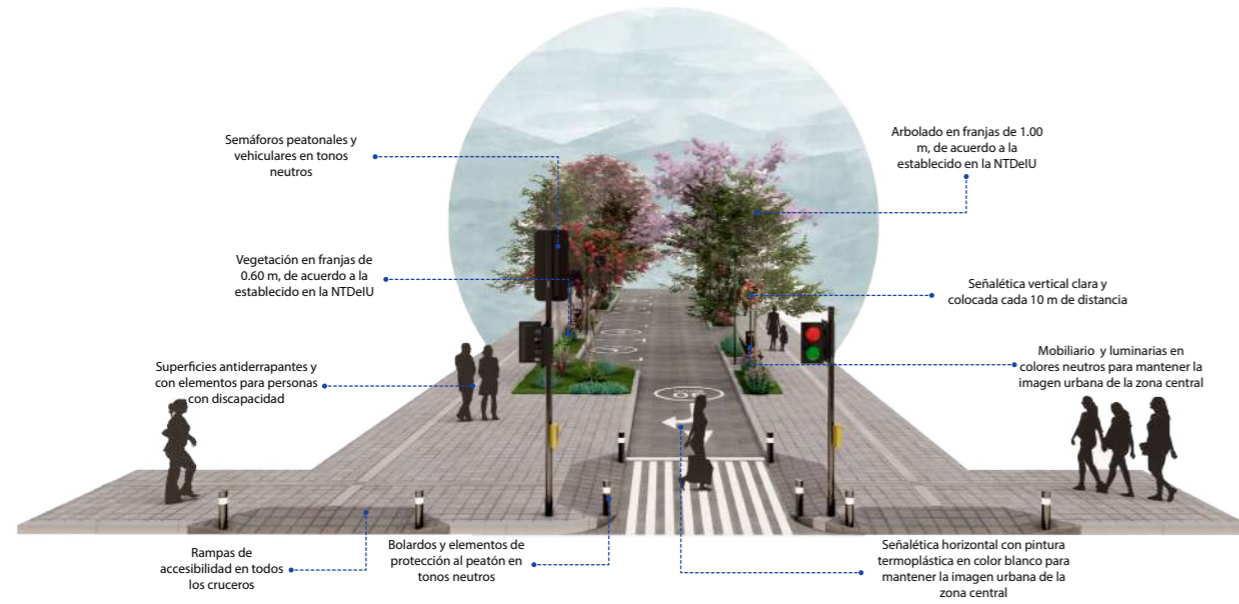 Semáforos peatonales y
vehiculares en tonos
neutros
Arbolado en franjas de 1.00
m, de acuerdo a la
establecido en la NTDeIU
Vegetación en franjas de
0.60 m, de acuerdo a la
establecido en la NTDeIU
Señalética vertical clara y
colocada cada 10 m de distancia
Superficies antiderrapantes y
con elementos para personas
con discapacidad
Mobiliario y luminarias en
colores neutros para mantener la
imagen urbana de la zona central
Rampas de
accesibilidad en todos
los cruceros
Bolardos y elementos de
protección al peatón en
tonos neutros
Señalética horizontal con pintura
termoplástica en color blanco para
mantener la imagen urbana de la
zona central